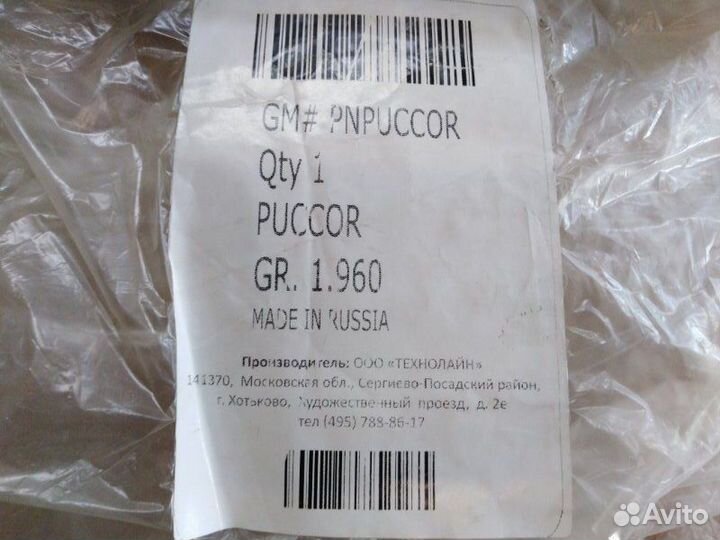 GM# PNPUCCOR
Qty 1
PUCCOR
GR. 1.960
MADE IN RUSSIA
Производитель: ООО «ТЕХНОЛАЙН»
141370, Московская обл., Сергиево-Посадский район,
г. Хотьково, Художественный проезд, д. 2е
тел (495) 788-86-17
Avito